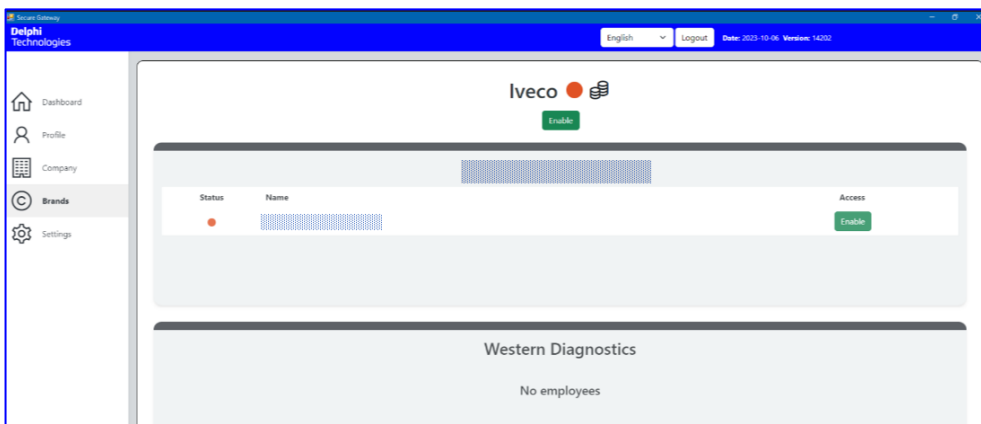 Secure Gateway
Delphi
Technologies
English
Logout
Date: 2023-10-06 Version: 14202
Dashboard
Profile
Company
Brands
Settings
Iveco
Enable
Status Name Access
Enable
Western Diagnostics
No employees